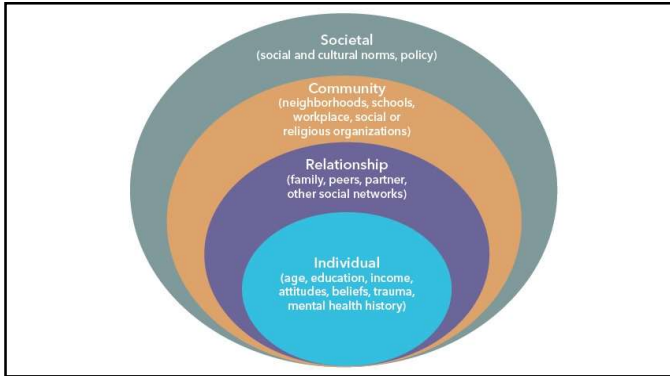 Societal
(social and cultural norms, policy)
Community
(neighborhoods, schools,
workplace, social or
religious organizations)
Relationship
(family, peers, partner,
other social networks)
Individual
(age, education, income,
attitudes, beliefs, trauma,
mental health history)